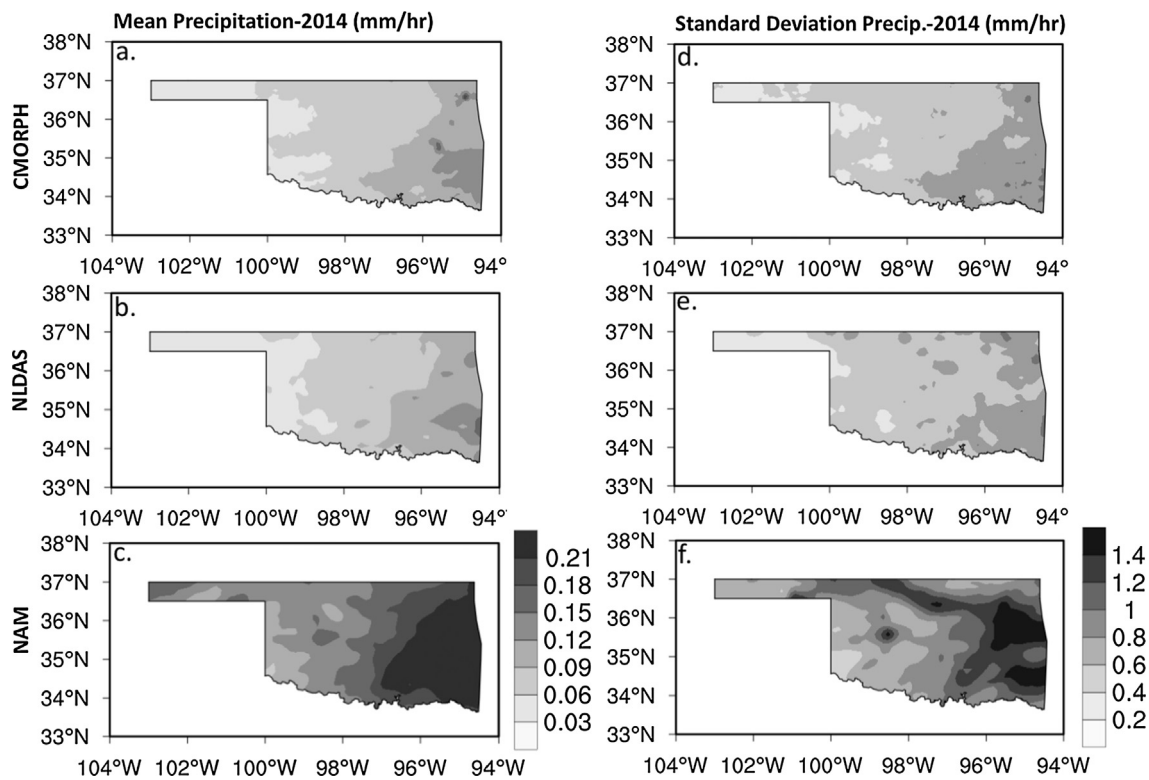 Mean Precipitation-2014 (mm/hr)
Standard Deviation Precip.-2014 (mm/hr)
CMORPH
a.
38°N
37°N
36°N
35°N
34°N
33°N
104°W 102°W 100°W 98°W 96°W 94°
d.
38°N
37°N
36°N
35°N
34°N
33°N
104°W 102°W 100°W 98°W 96°W 94°
NLDAS
b.
38°N
37°N
36°N
35°N
34°N
33°N
104°W 102°W 100°W 98°W 96°W 94°
e.
38°N
37°N
36°N
35°N
34°N
33°N
104°W 102°W 100°W 98°W 96°W 94°
NAM
c.
38°N
37°N
36°N
35°N
34°N
33°N
104°W 102°W 100°W 98°W 96°W 94°W
0.21
0.18
0.15
0.12
0.09
0.06
0.03
f.
38°N
37°N
36°N
35°N
34°N
33°N
104°W 102°W 100°W 98°W 96°W 94°W
1.4
1.2
1
0.8
0.6
0.4
0.2